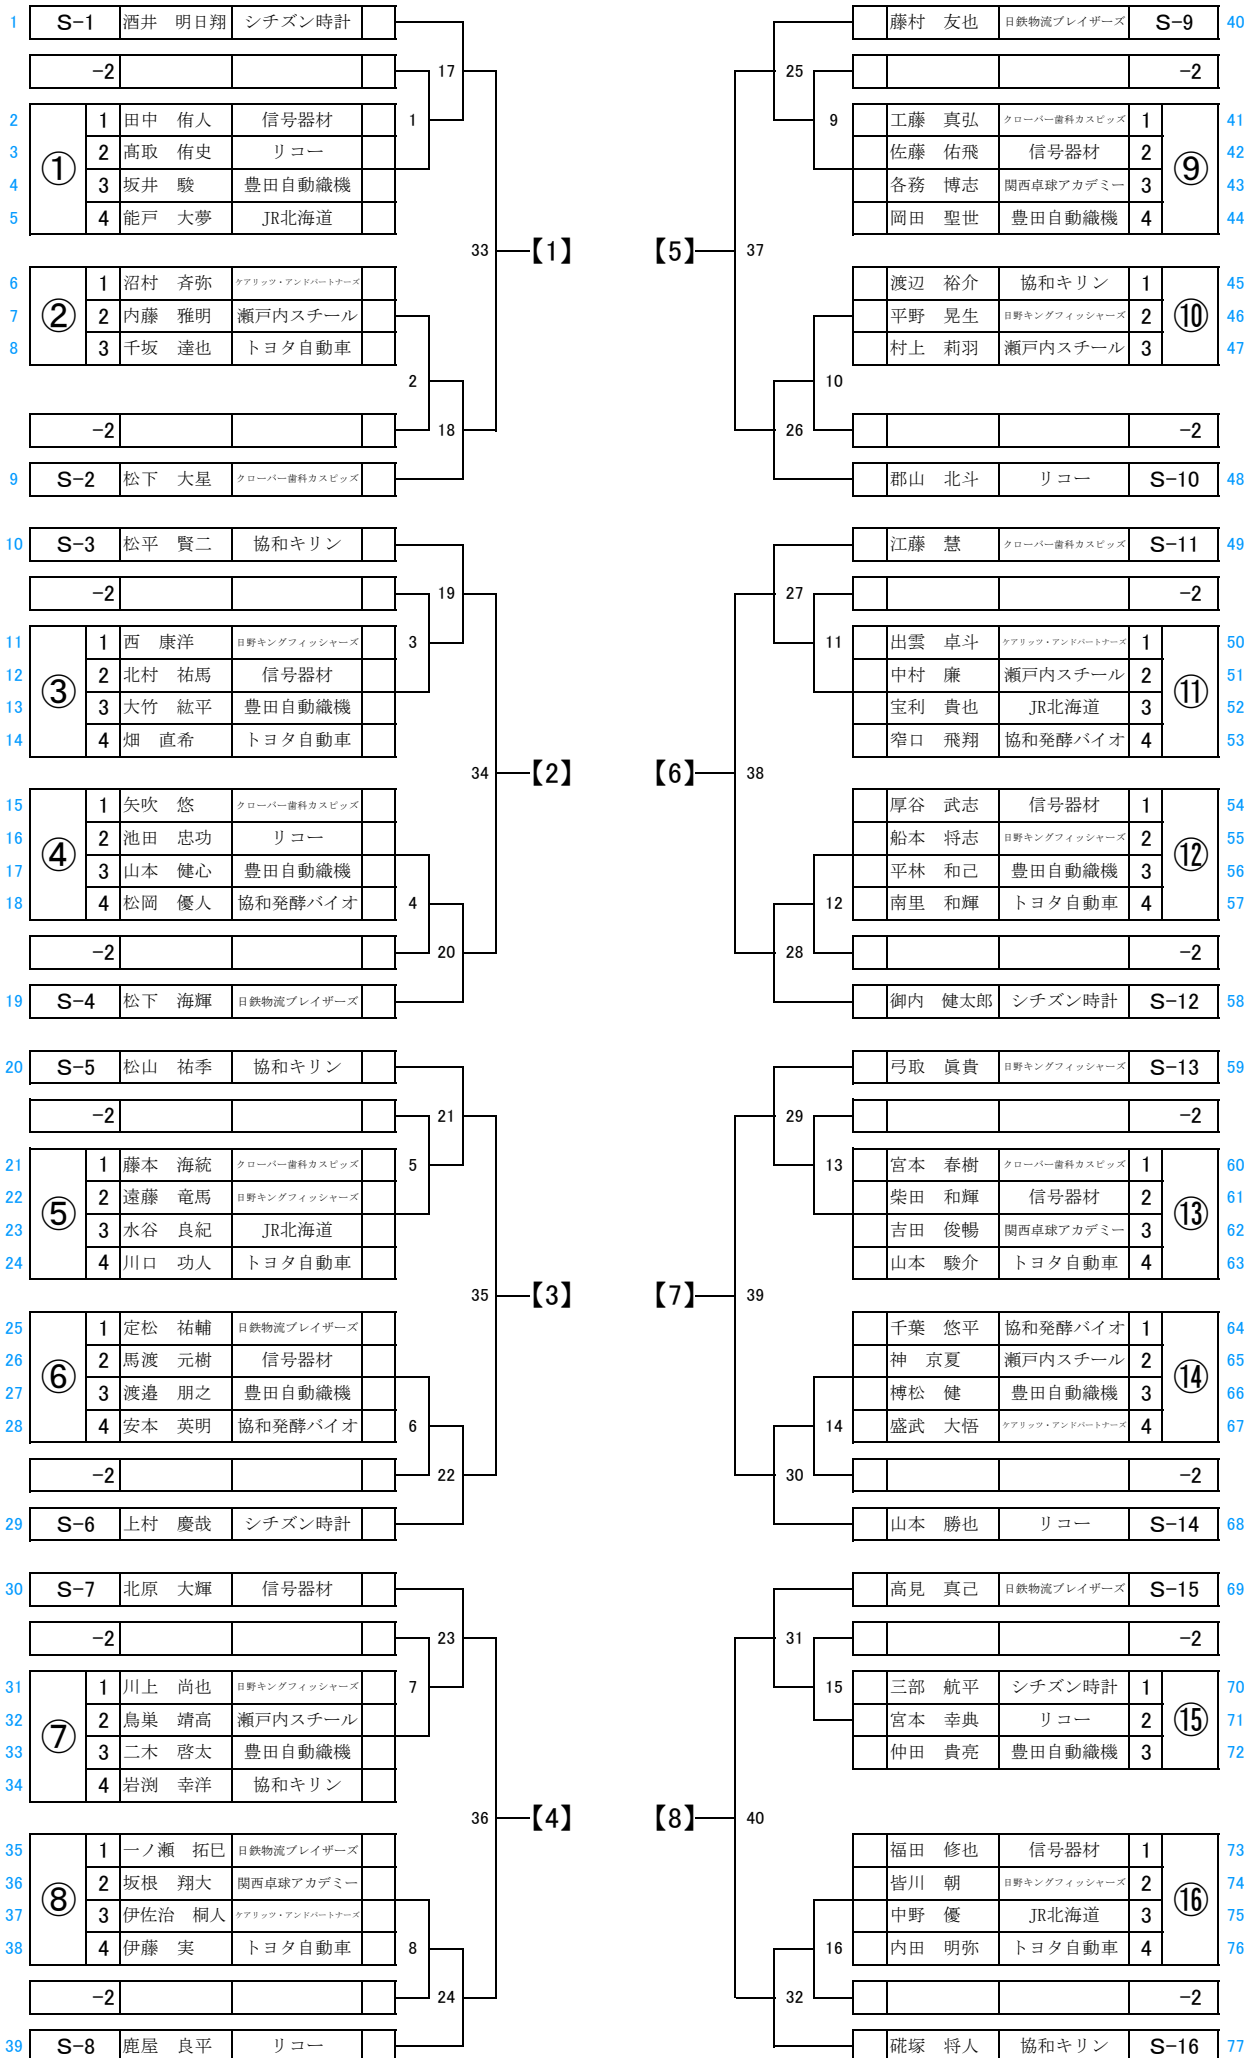 1 S-1 酒井 明日翔 シチズン時計
-2
17
2 1 田中 侑人 信号器材
1
3 ① 2 髙取 侑史 リコー
4 3 坂井 駿 豊田自動織機
5 4 能戸 大夢 JR北海道
33 【1】
6 1 沼村 斉弥 ケアリッツ・アンドパートナーズ
7 ② 2 内藤 雅明 瀬戸内スチール
8 3 千坂 達也 トヨタ自動車
2
-2
18
9 S-2 松下 大星 クローバー歯科カスピッズ
10 S-3 松平 賢二 協和キリン
-2
19
11 1 西 康洋 日野キングフィッシャーズ
3
12 ③ 2 北村 祐馬 信号器材
13 3 大竹 紘平 豊田自動織機
14 4 畑 直希 トヨタ自動車
34 【2】
15 1 矢吹 悠 クローバー歯科カスピッズ
16 ④ 2 池田 忠功 リコー
17 3 山本 健心 豊田自動織機
18 4 松岡 優人 協和発酵バイオ
4
-2
20
19 S-4 松下 海輝 日鉄物流ブレイザーズ
20 S-5 松山 祐季 協和キリン
-2
21
21 1 藤本 海統 クローバー歯科カスピッズ
5
22 ⑤ 2 遠藤 竜馬 日野キングフィッシャーズ
23 3 水谷 良紀 JR北海道
24 4 川口 功人 トヨタ自動車
35 【3】
25 1 定松 祐輔 日鉄物流ブレイザーズ
26 ⑥ 2 馬渡 元樹 信号器材
27 3 渡邉 朋之 豊田自動織機
28 4 安本 英明 協和発酵バイオ
6
-2
22
29 S-6 上村 慶哉 シチズン時計
30 S-7 北原 大輝 信号器材
-2
23
31 1 川上 尚也 日野キングフィッシャーズ
7
32 ⑦ 2 鳥巣 靖高 瀬戸内スチール
33 3 二木 啓太 豊田自動織機
34 4 岩渕 幸洋 協和キリン
36 【4】
35 1 一ノ瀬 拓巳 日鉄物流ブレイザーズ
36 ⑧ 2 坂根 翔大 関西卓球アカデミー
37 3 伊佐治 桐人 ケアリッツ・アンドパートナーズ
38 4 伊藤 実 トヨタ自動車
8
-2
24
39 S-8 鹿屋 良平 リコー
藤村 友也 日鉄物流ブレイザーズ S-9 40
25
-2
9
工藤 真弘 クローバー歯科カスピッズ 1 41
佐藤 佑飛 信号器材 2 ⑨ 42
各務 博志 関西卓球アカデミー 3 43
岡田 聖世 豊田自動織機 4 44
【5】 37
渡辺 裕介 協和キリン 1 45
平野 晃生 日野キングフィッシャーズ 2 ⑩ 46
村上 莉羽 瀬戸内スチール 3 47
10
26
-2
郡山 北斗 リコー S-10 48
江藤 慧 クローバー歯科カスピッズ S-11 49
27
-2
11
出雲 卓斗 ケアリッツ・アンドパートナーズ 1 50
中村 廉 瀬戸内スチール 2 ⑪ 51
宝利 貴也 JR北海道 3 52
窄口 飛翔 協和発酵バイオ 4 53
【6】 38
厚谷 武志 信号器材 1 54
船本 将志 日野キングフィッシャーズ 2 ⑫ 55
平林 和己 豊田自動織機 3 56
12
南里 和輝 トヨタ自動車 4 57
28
-2
御内 健太郎 シチズン時計 S-12 58
弓取 眞貴 日野キングフィッシャーズ S-13 59
29
-2
13
宮本 春樹 クローバー歯科カスピッズ 1 60
柴田 和輝 信号器材 2 ⑬ 61
吉田 俊暢 関西卓球アカデミー 3 62
山本 駿介 トヨタ自動車 4 63
【7】 39
千葉 悠平 協和発酵バイオ 1 64
神 京夏 瀬戸内スチール 2 ⑭ 65
榑松 健 豊田自動織機 3 66
14
盛武 大悟 ケアリッツ・アンドパートナーズ 4 67
30
-2
山本 勝也 リコー S-14 68
高見 真己 日鉄物流ブレイザーズ S-15 69
31
-2
15
三部 航平 シチズン時計 1 70
宮本 幸典 リコー 2 ⑮ 71
仲田 貴亮 豊田自動織機 3 72
【8】 40
福田 修也 信号器材 1 73
皆川 朝 日野キングフィッシャーズ 2 ⑯ 74
中野 優 JR北海道 3 75
16
内田 明弥 トヨタ自動車 4 76
32
-2
硴塚 将人 協和キリン S-16 77